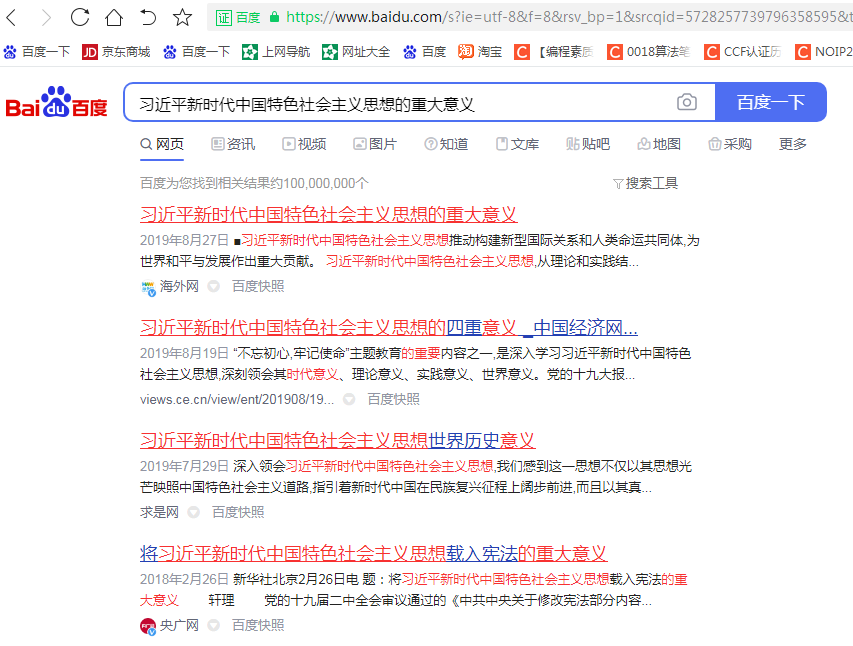 证 百度 https://www.baidu.com/s?ie=utf-8&f=8&rsv_bp=1&srcqid=5728257739796358595&t
百度一下 JD 京东商城 百度一下 上网导航 网址大全 百度 淘 淘宝 C 【编程素质 C 0018算法笔 C CCF认证历 C NOIP2
Bai du 百度 习近平新时代中国特色社会主义思想的重大意义 百度一下
网页 资讯 视频 图片 知道 文库 贴吧 地图 采购 更多
百度为您找到相关结果约100,000,000个 搜索工具
习近平新时代中国特色社会主义思想的重大意义
2019年8月27日 ■习近平新时代中国特色社会主义思想推动构建新型国际关系和人类命运共同体,为
世界和平与发展作出重大贡献。 习近平新时代中国特色社会主义思想,从理论和实践结...
海外网 百度快照
习近平新时代中国特色社会主义思想的四重意义 _中国经济网...
2019年8月19日 “不忘初心,牢记使命”主题教育的重要内容之一,是深入学习习近平新时代中国特色
社会主义思想,深刻领会其时代意义、理论意义、实践意义、世界意义。党的十九大报...
views.ce.cn/view/ent/201908/19... 百度快照
习近平新时代中国特色社会主义思想世界历史意义
2019年7月29日 深入领会习近平新时代中国特色社会主义思想,我们感到这一思想不仅以其思想光
芒映照中国特色社会主义道路,指引着新时代中国在民族复兴征程上阔步前进,而且以其真...
求是网 百度快照
将习近平新时代中国特色社会主义思想载入宪法的重大意义
2018年2月26日 新华社北京2月26日电 题：将习近平新时代中国特色社会主义思想载入宪法的重
大意义 轩理 党的十九届二中全会审议通过的《中共中央关于修改宪法部分内容...
央广网 百度快照